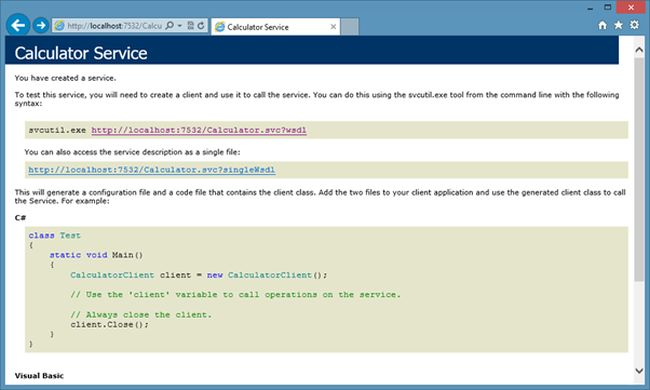 http://localhost:7532/Calcu
Calculator Service
Calculator Service
You have created a service.
To test this service, you will need to create a client and use it to call the service. You can do this using the svcutil.exe tool from the command line with the following
syntax:
svcutil.exe http://localhost:7532/Calculator.svc?wsdl
You can also access the service description as a single file:
http://localhost:7532/Calculator.svc?singleWsdl
This will generate a configuration file and a code file that contains the client class. Add the two files to your client application and use the generated client class to call
the Service. For example:
C#
class Test
{
static void Main()
{
CalculatorClient client = new CalculatorClient();
// Use the 'client' variable to call operations on the service.
// Always close the client.
client.Close();
}
}
Visual Basic